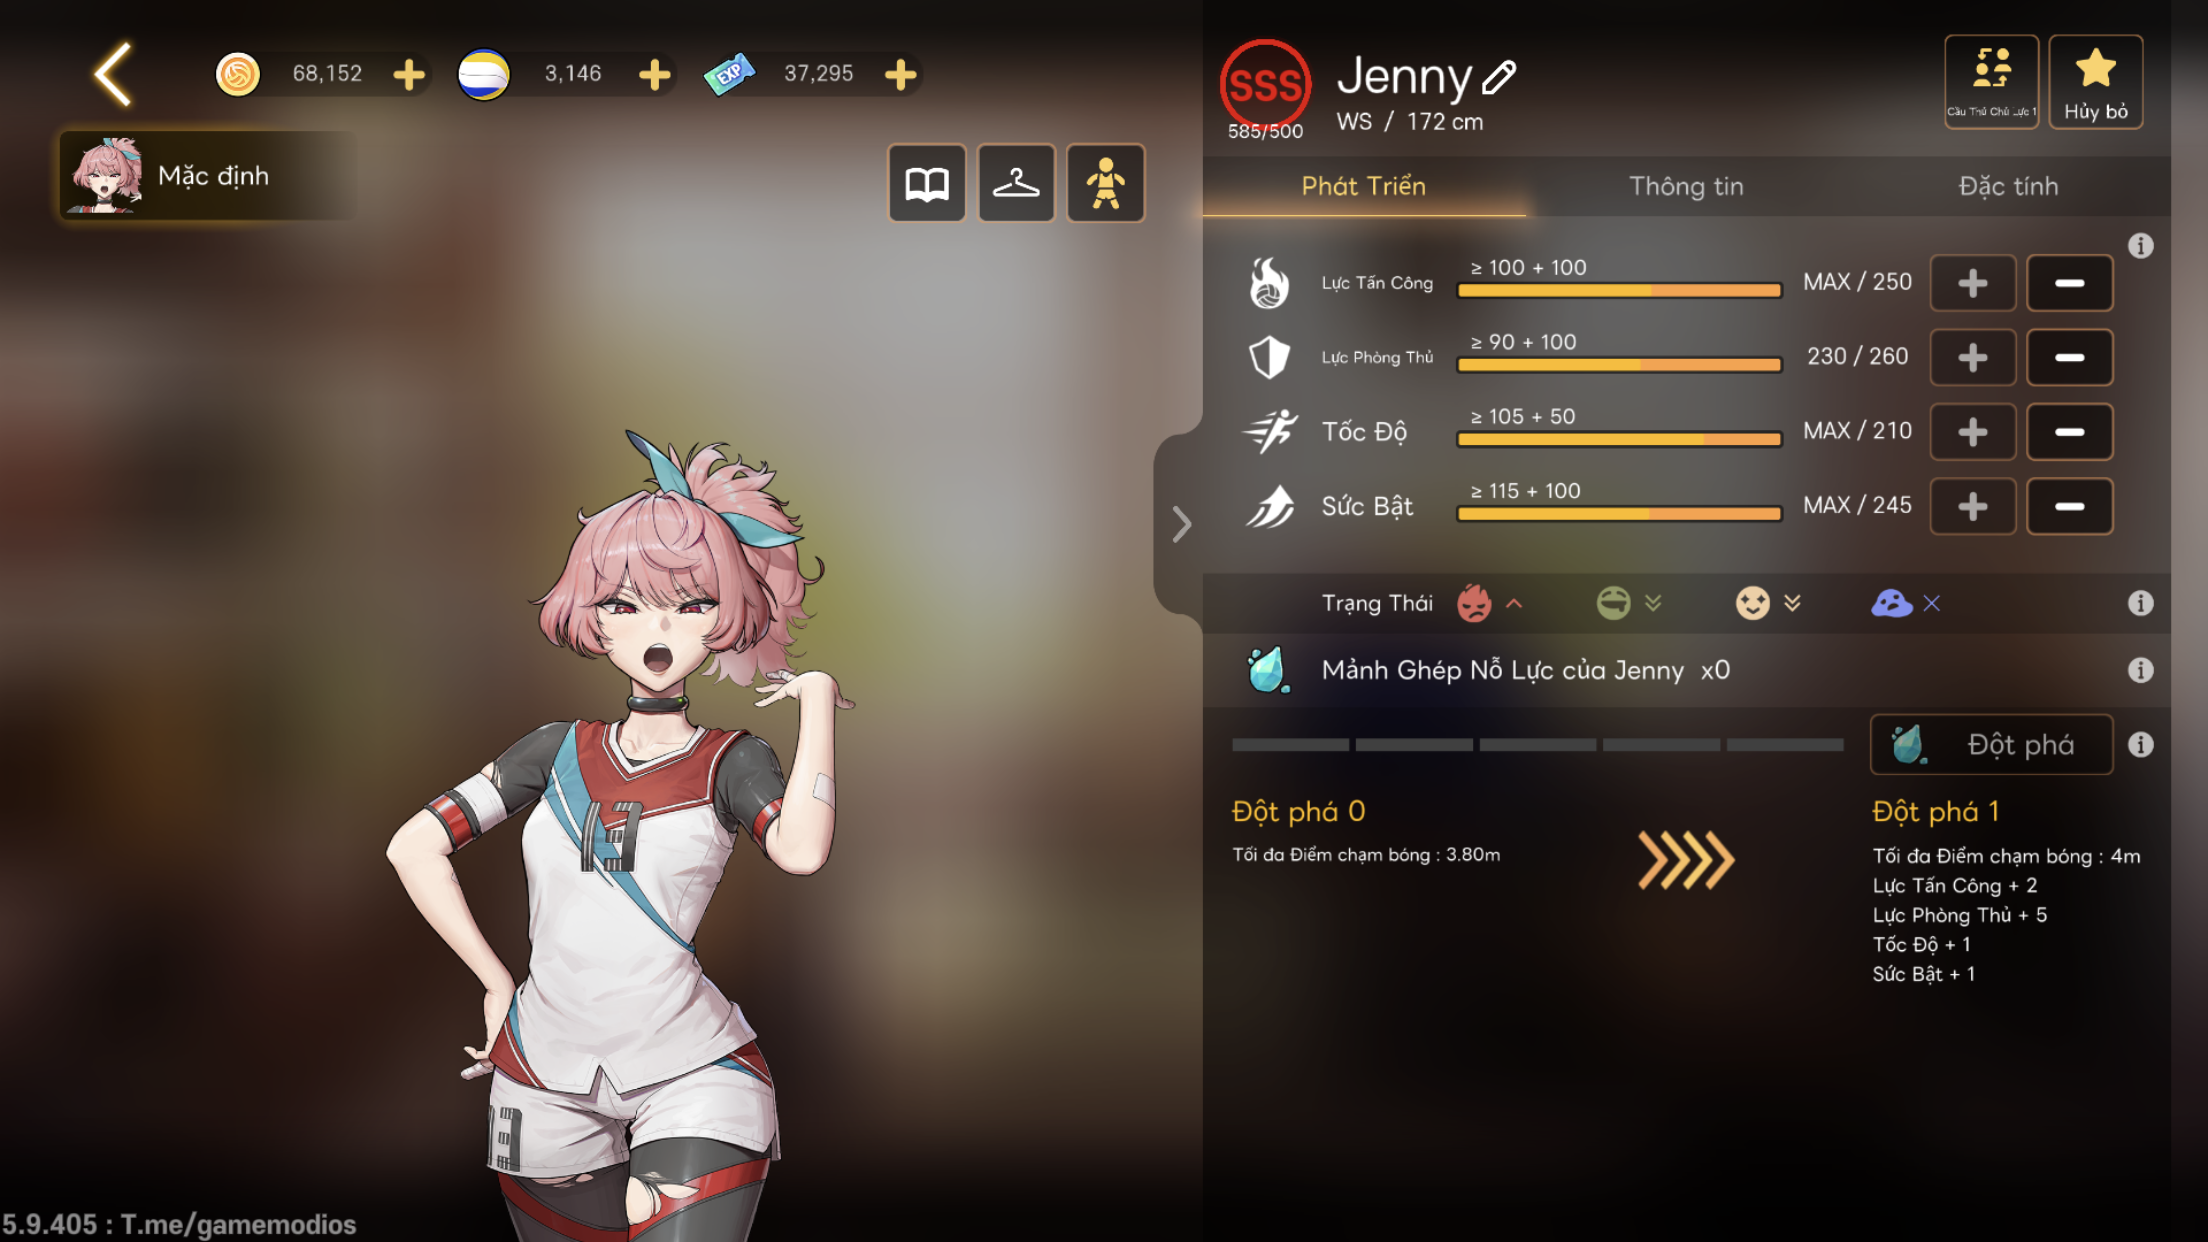 68,152
3,146
EXP
37,295
Mặc định
SSS
585/500
Jenny
WS / 172 cm
Cầu Thủ Chủ Lực 1
Hủy bỏ
Phát Triển
Thông tin
Đặc tính
Lực Tấn Công
≥ 100 + 100
MAX / 250
Lực Phòng Thủ
≥ 90 + 100
230 / 260
Tốc Độ
≥ 105 + 50
MAX / 210
Sức Bật
≥ 115 + 100
MAX / 245
Trạng Thái
Mảnh Ghép Nỗ Lực của Jenny x0
Đột phá
Đột phá 0
Tối đa Điểm chạm bóng : 3.80m
Đột phá 1
Tối đa Điểm chạm bóng : 4m
Lực Tấn Công + 2
Lực Phòng Thủ + 5
Tốc Độ + 1
Sức Bật + 1
13
13
5.9.405 : T.me/gamemodios